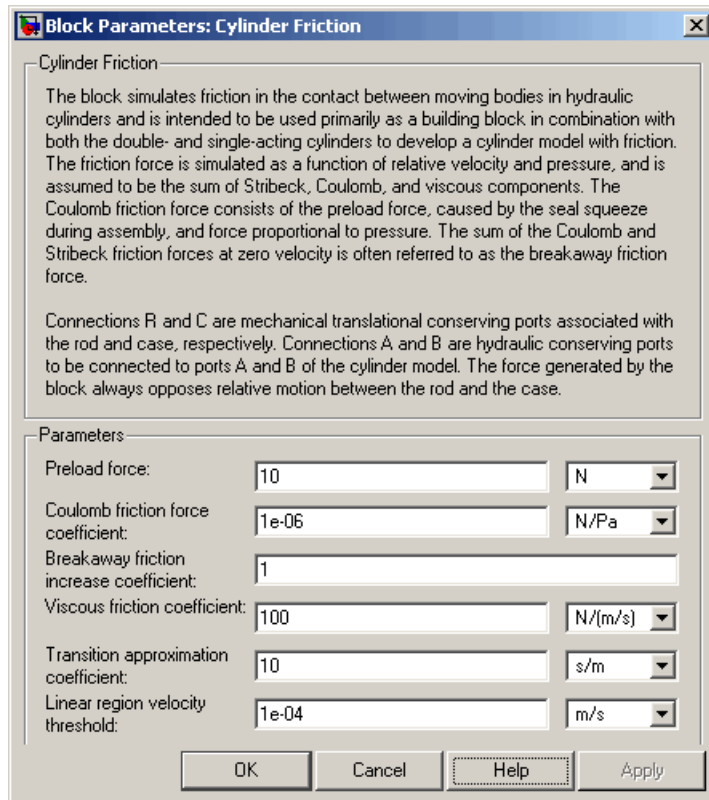 Block Parameters: Cylinder Friction
Cylinder Friction
The block simulates friction in the contact between moving bodies in hydraulic
cylinders and is intended to be used primarily as a building block in combination with
both the double- and single-acting cylinders to develop a cylinder model with friction.
The friction force is simulated as a function of relative velocity and pressure, and is
assumed to be the sum of Stribeck, Coulomb, and viscous components. The
Coulomb friction force consists of the preload force, caused by the seal squeeze
during assembly, and force proportional to pressure. The sum of the Coulomb and
Stribeck friction forces at zero velocity is often referred to as the breakaway friction
force.
Connections R and C are mechanical translational conserving ports associated with
the rod and case, respectively. Connections A and B are hydraulic conserving ports
to be connected to ports A and B of the cylinder model. The force generated by the
block always opposes relative motion between the rod and the case.
Parameters
Preload force: 10 N
Coulomb friction force
coefficient: 1e-06 N/Pa
Breakaway friction
increase coefficient: 1
Viscous friction coefficient: 100 N/(m/s)
Transition approximation
coefficient: 10 s/m
Linear region velocity
threshold: 1e-04 m/s
OK Cancel Help Apply